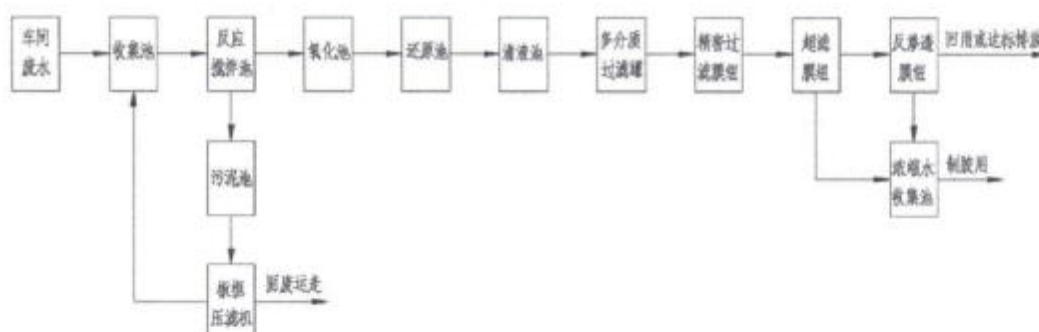 车间
废水
收集池
反应
搅拌池
氧化池
还原池
清渣池
多介质
过滤罐
精密过
滤膜组
超滤
膜组
反渗透
膜组
回用或达标排放
污泥池
浓缩水
收集池
制胶用
板框
压滤机
固废运走